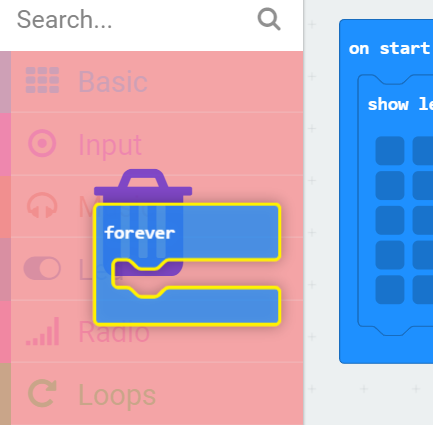 Search...
on start
Basic
show le
Input
M
forever
L
Radio
Loops